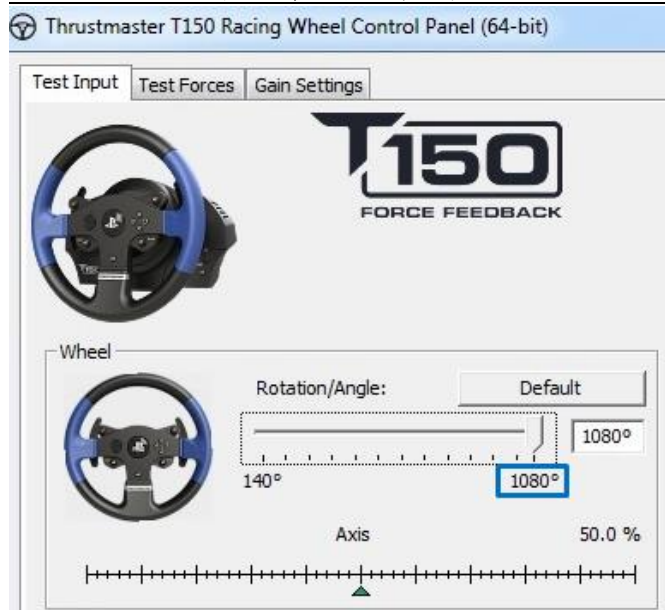 Thrustmaster T150 Racing Wheel Control Panel (64-bit)
Test Input Test Forces Gain Settings
T150
FORCE FEEDBACK
T150
Wheel
Rotation/Angle: Default
1080°
140° 1080°
Axis 50.0 %